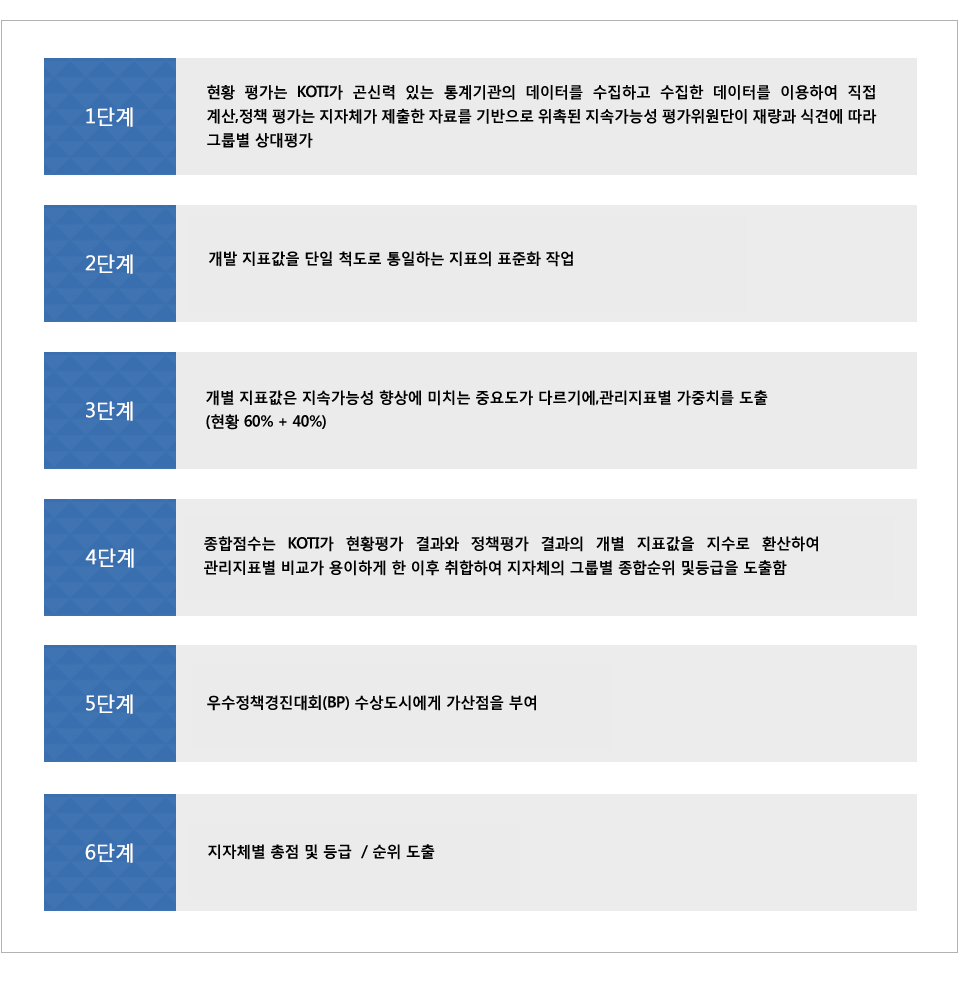 1단계
현황 평가는 KOTI가 곤신력 있는 통계기관의 데이터를 수집하고 수집한 데이터를 이용하여 직접
계산,정책 평가는 지자체가 제출한 자료를 기반으로 위촉된 지속가능성 평가위원단이 재량과 식견에 따라
그룹별 상대평가
2단계
개발 지표값을 단일 척도로 통일하는 지표의 표준화 작업
3단계
개별 지표값은 지속가능성 향상에 미치는 중요도가 다르기에,관리지표별 가중치를 도출
(현황 60% + 40%)
4단계
종합점수는 KOTI가 현황평가 결과와 정책평가 결과의 개별 지표값을 지수로 환산하여
관리지표별 비교가 용이하게 한 이후 취합하여 지자체의 그룹별 종합순위 및등급을 도출함
5단계
우수정책경진대회(BP) 수상도시에게 가산점을 부여
6단계
지자체별 총점 및 등급 / 순위 도출